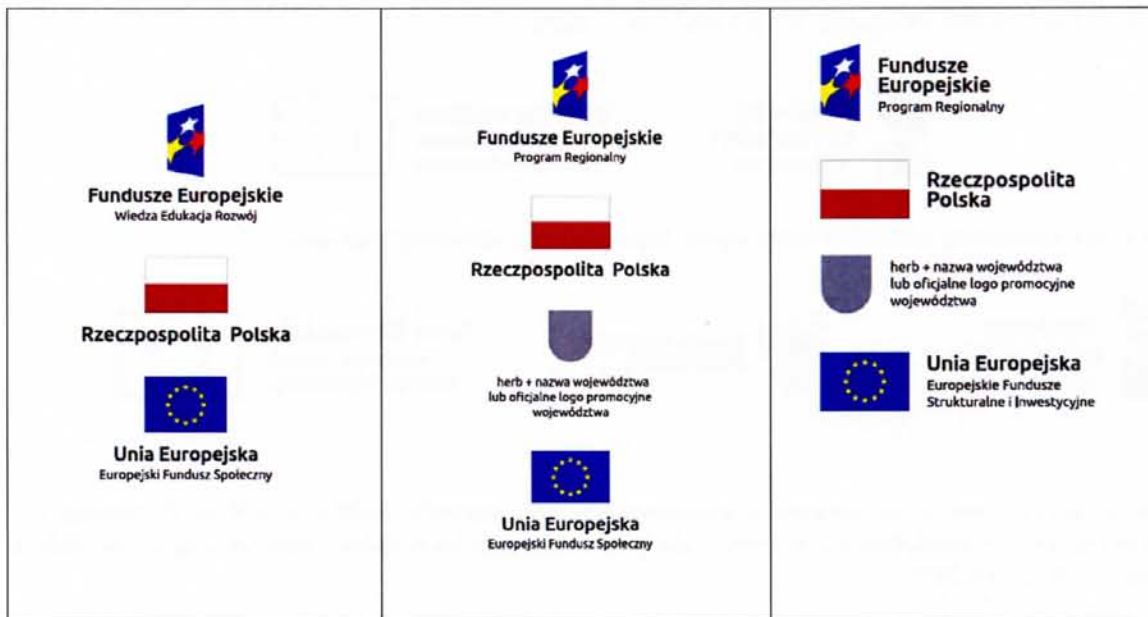 Fundusze Europejskie
Wiedza Edukacja Rozwój
Rzeczpospolita Polska
Unia Europejska
Europejski Fundusz Społeczny
Fundusze Europejskie
Program Regionalny
Rzeczpospolita Polska
herb + nazwa województwa
lub oficjalne logo promocyjne
województwa
Unia Europejska
Europejski Fundusz Społeczny
Fundusze
Europejskie
Program Regionalny
Rzeczpospolita
Polska
herb + nazwa województwa
lub oficjalne logo promocyjne
województwa
Unia Europejska
Europejskie Fundusze
Strukturalne i Inwestycyjne